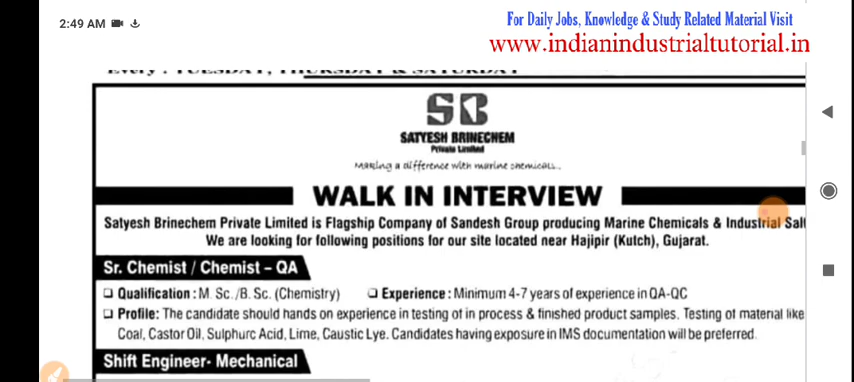 2:49 AM
For Daily Jobs, Knowledge & Study Related Material Visit
www.indianindustrialtutorial.in
Every : TUESDAY, THURSDAY & SATURDAY
SB
SATYESH BRINECHEM
Private Limited
Making a difference with marine chemicals..
WALK IN INTERVIEW
Satyesh Brinechem Private Limited is Flagship Company of Sandesh Group producing Marine Chemicals & Industrial Salt
We are looking for following positions for our site located near Hajipir (Kutch), Gujarat.
Sr. Chemist / Chemist – QA
❑ Qualification : M. Sc./B. Sc. (Chemistry) ❑ Experience : Minimum 4-7 years of experience in QA-QC
❑ Profile: The candidate should hands on experience in testing of in process & finished product samples. Testing of material like
Coal, Castor Oil, Sulphurc Acid, Lime, Caustic Lye. Candidates having exposure in IMS documentation will be preferred.
Shift Engineer- Mechanical